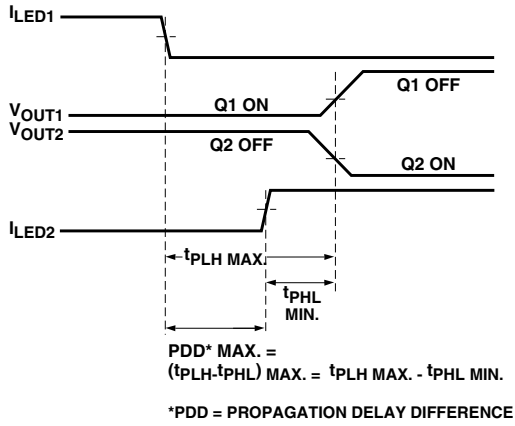 ILED1
Q1 OFF
VOUT1
Q1 ON
VOUT2
Q2 OFF
Q2 ON
ILED2
tPLH MAX.
tPHL
MIN.
PDD* MAX. =
(tPLH-tPHL) MAX. = tPLH MAX. - tPHL MIN.
*PDD = PROPAGATION DELAY DIFFERENCE